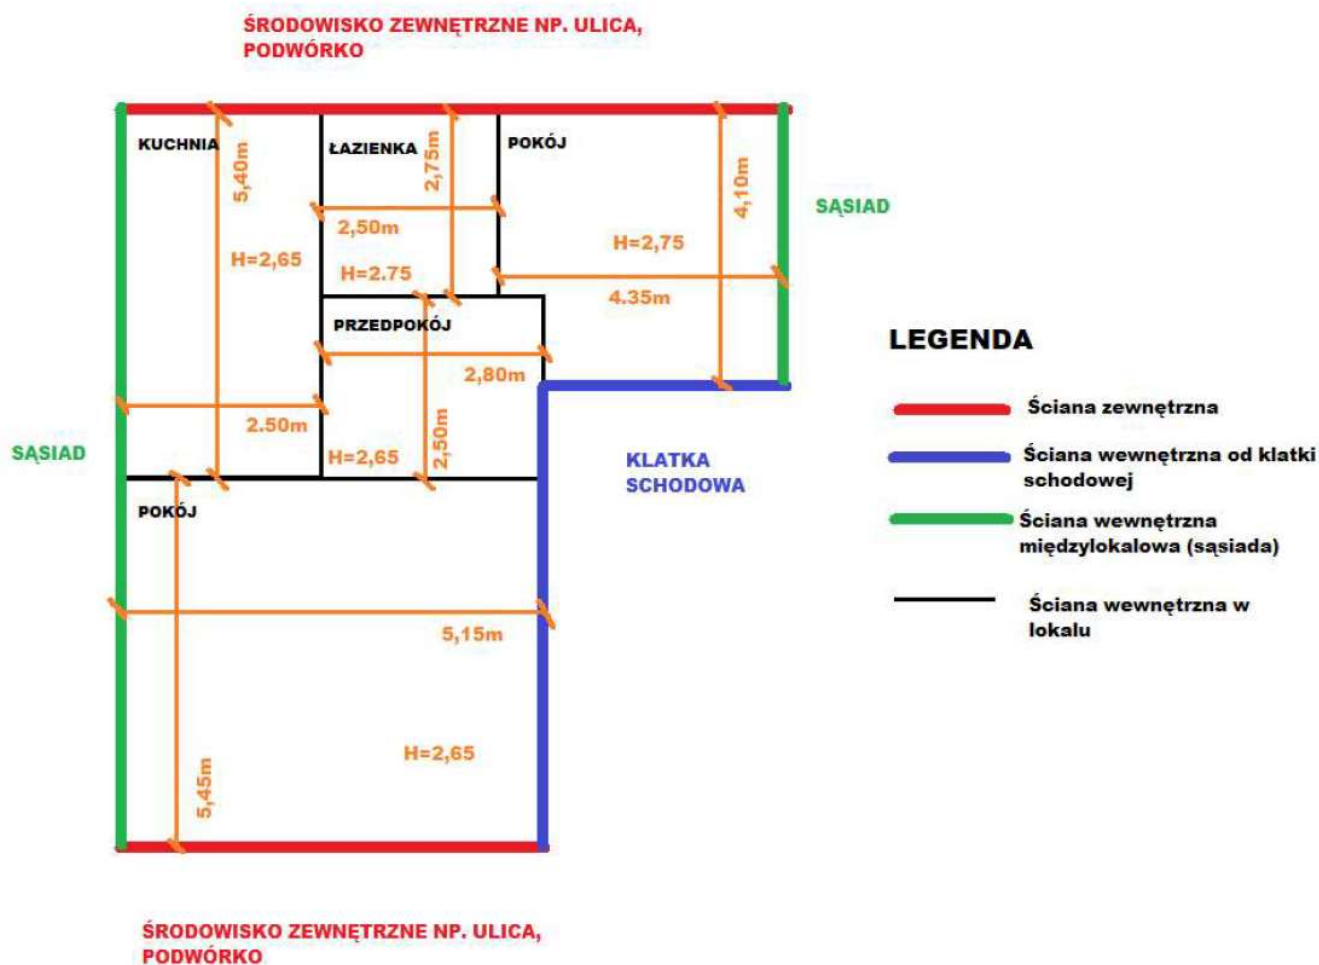 ŚRODOWISKO ZEWNĘTRZNE NP. ULICA,
PODWÓRKO
KUCHNIA
5,40m
ŁAZIENKA
2,75m
POKÓJ
4,10m
SĄSIAD
2,50m
H=2,65
H=2.75
H=2,75
4.35m
PRZEDPOKÓJ
2,80m
2.50m
2,50m
H=2,65
SĄSIAD
KLATKA
SCHODOWA
POKÓJ
5,15m
H=2,65
5,45m
ŚRODOWISKO ZEWNĘTRZNE NP. ULICA,
PODWÓRKO
LEGENDA
Ściana zewnętrzna
Ściana wewnętrzna od klatki
schodowej
Ściana wewnętrzna
międzylokalowa (sąsiada)
Ściana wewnętrzna w
lokalu